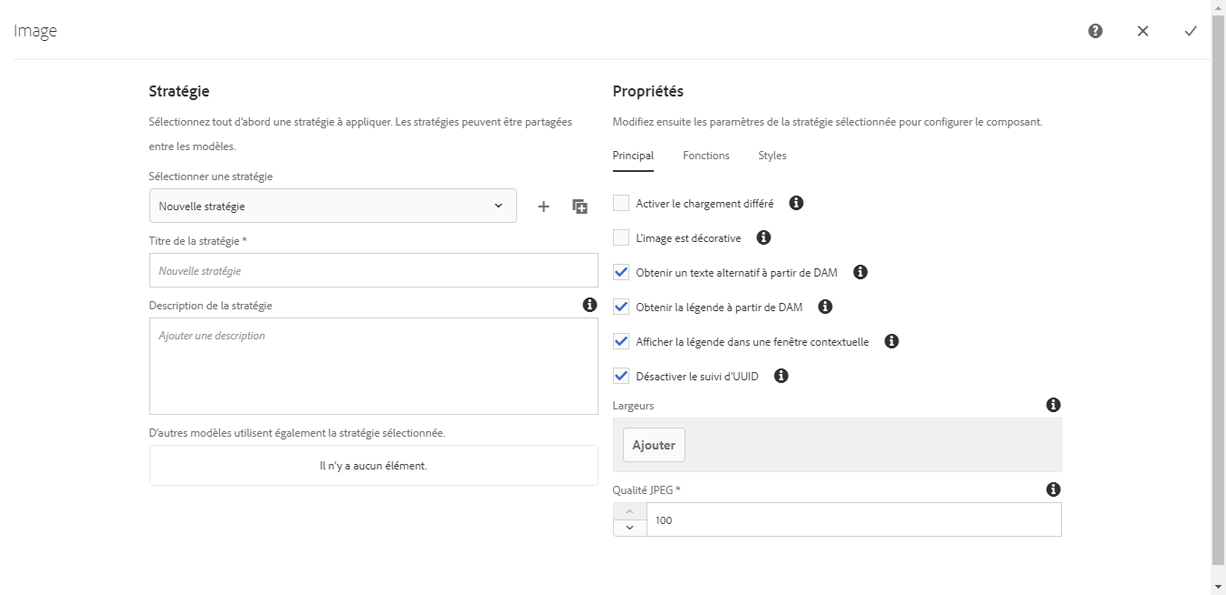 Image
Stratégie
Sélectionnez tout d'abord une stratégie à appliquer. Les stratégies peuvent être partagées
entre les modèles.
Sélectionner une stratégie
Nouvelle stratégie
Titre de la stratégie *
Nouvelle stratégie
Description de la stratégie
Ajouter une description
D'autres modèles utilisent également la stratégie sélectionnée.
Il n'y a aucun élément.
Propriétés
Modifiez ensuite les paramètres de la stratégie sélectionnée pour configurer le composant.
Principal Fonctions Styles
Activer le chargement différé
L'image est décorative
Obtenir un texte alternatif à partir de DAM
Obtenir la légende à partir de DAM
Afficher la légende dans une fenêtre contextuelle
Désactiver le suivi d'UUID
Largeurs
Ajouter
Qualité JPEG *
100